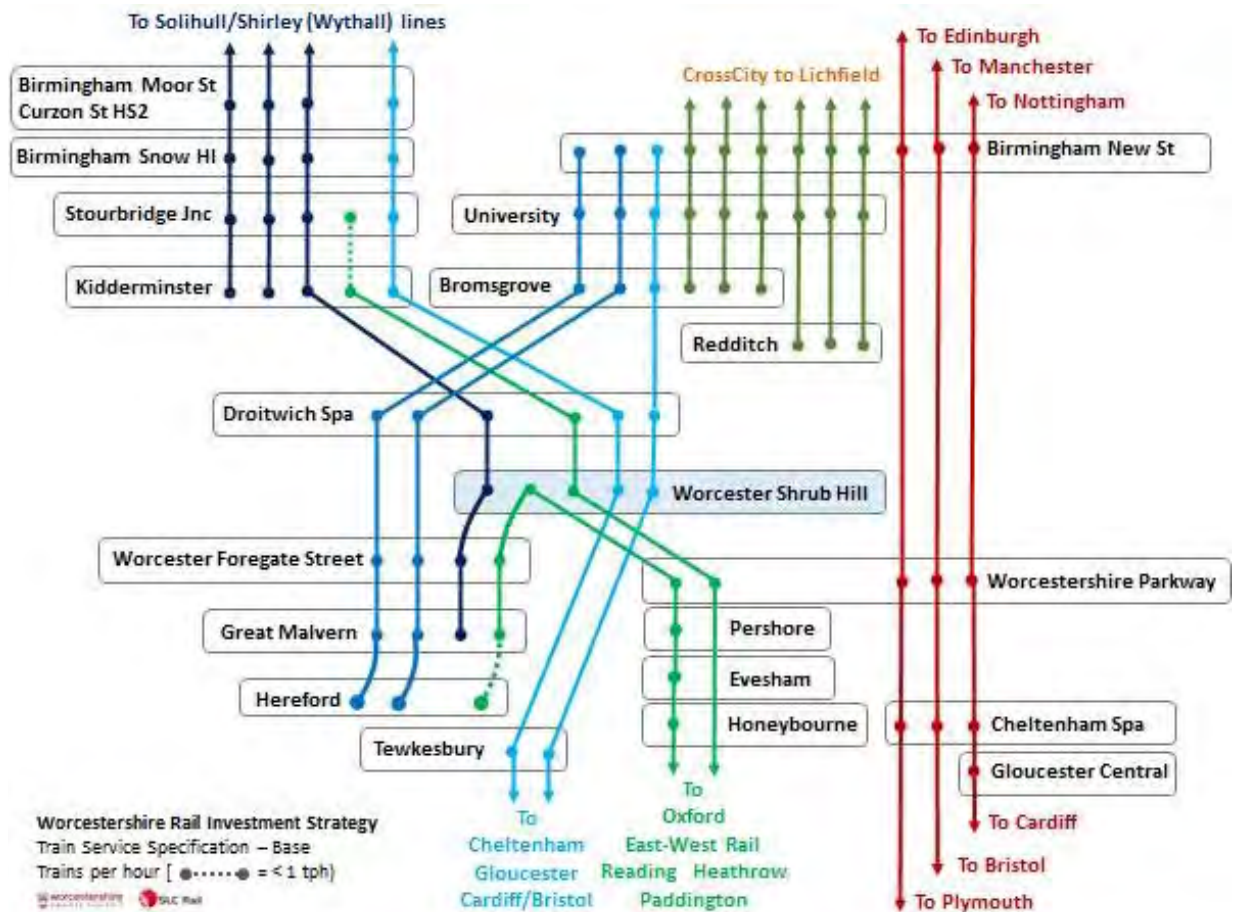 To Solihull/Shirley (Wythall) lines
To Edinburgh
To Manchester
CrossCity to Lichfield
To Nottingham
Birmingham Moor St
Curzon St HS2
Birmingham Snow Hl
Birmingham New St
Stourbridge Jnc
University
Kidderminster
Bromsgrove
Redditch
Droitwich Spa
Worcester Shrub Hill
Worcester Foregate Street
Worcestershire Parkway
Great Malvern
Pershore
Evesham
Hereford
Honeybourne
Cheltenham Spa
Tewkesbury
Gloucester Central
To
Cheltenham
Gloucester
Cardiff/Bristol
To
Oxford
East-West Rail
Reading Heathrow
Paddington
To Cardiff
To Bristol
To Plymouth
Worcestershire Rail Investment Strategy
Train Service Specification – Base
Trains per hour [ = < 1 tph)
worcestershire
SLC Rail